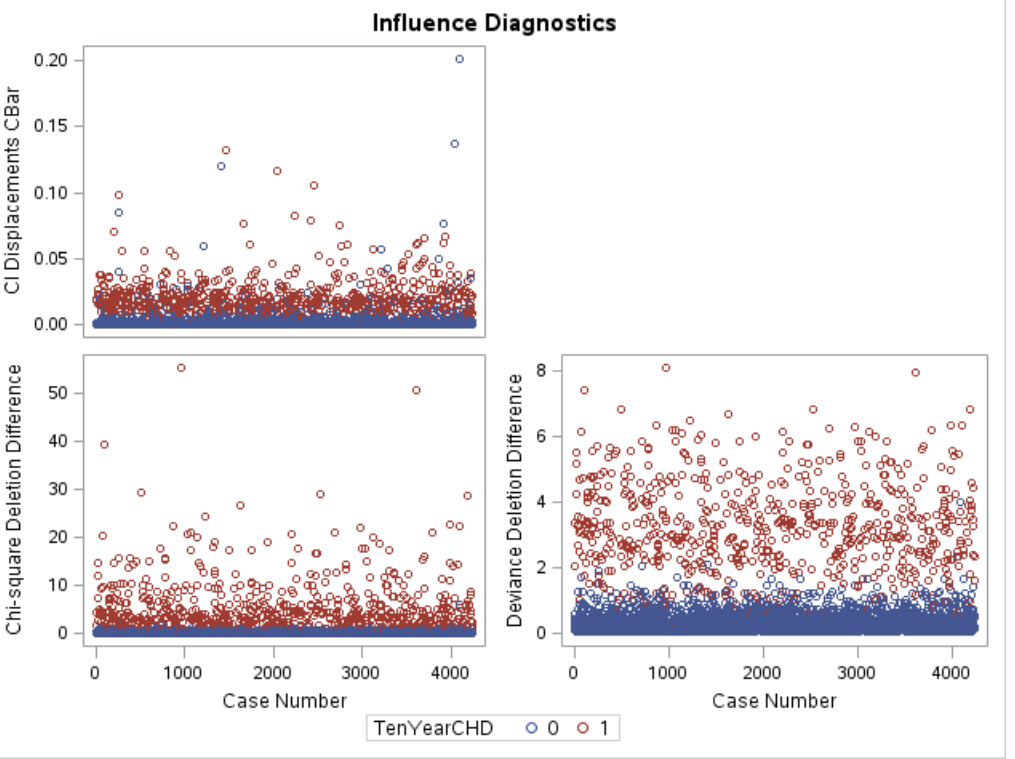 Influence Diagnostics
CI Displacements CBar
0.20
0.15
0.10
0.05
0.00
Chi-square Deletion Difference
50
40
30
20
10
0
0 1000 2000 3000 4000
Case Number
Deviance Deletion Difference
8
6
4
2
0
0 1000 2000 3000 4000
Case Number
TenYearCHD 0 1